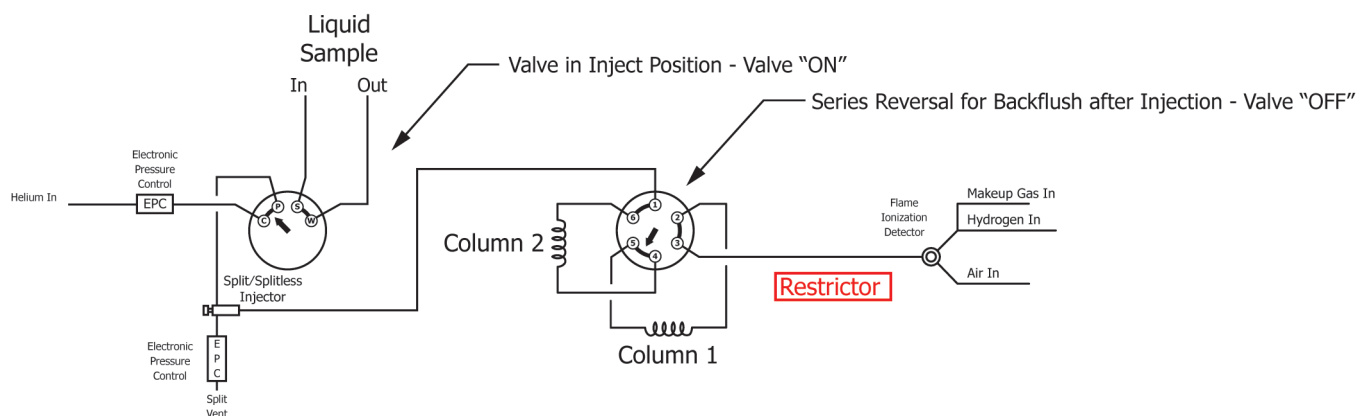 Liquid
Sample
In
Out
Valve in Inject Position - Valve “ON”
Series Reversal for Backflush after Injection - Valve “OFF”
Electronic
Pressure
Control
Helium In
EPC
C
P
S
W
Split/Splitless
Injector
Electronic
Pressure
Control
E
P
C
Split
Vent
Column 2
1
2
3
4
5
6
Column 1
Restrictor
Flame
Ionization
Detector
Makeup Gas In
Hydrogen In
Air In